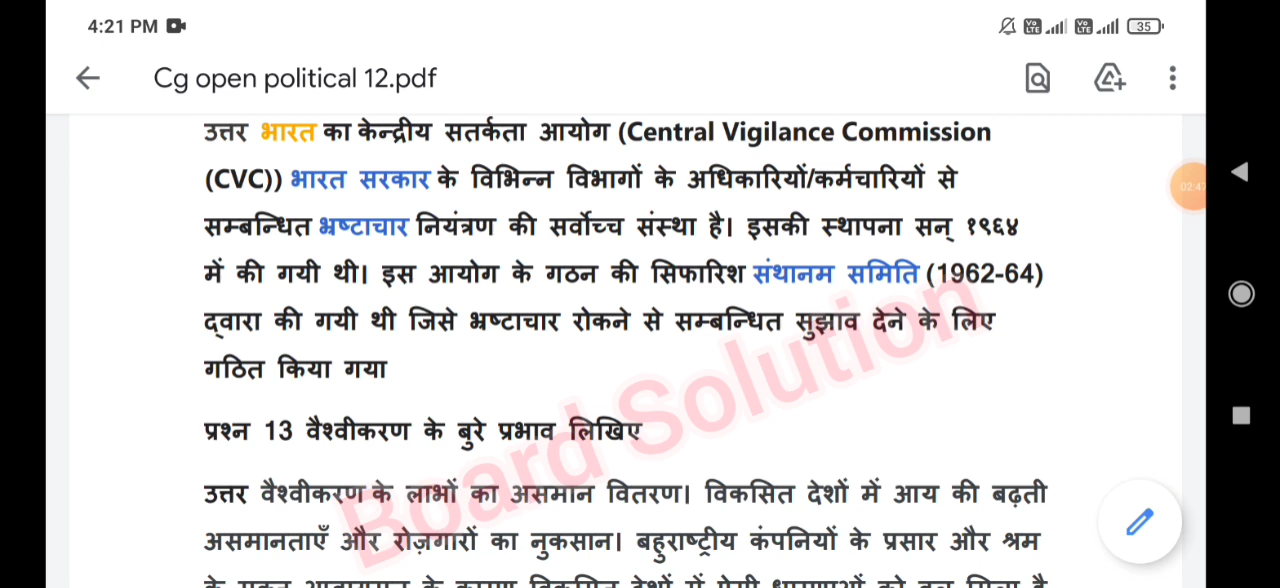 4:21 PM
35
Cg open political 12.pdf
उत्तर भारत का केन्द्रीय सतर्कता आयोग (Central Vigilance Commission
(CVC)) भारत सरकार के विभिन्न विभागों के अधिकारियों/कर्मचारियों से
02:47
सम्बन्धित भ्रष्टाचार नियंत्रण की सर्वोच्च संस्था है। इसकी स्थापना सन् १९६४
में की गयी थी। इस आयोग के गठन की सिफारिश संथानम समिति (1962-64)
द्वारा की गयी थी जिसे भ्रष्टाचार रोकने से सम्बन्धित सुझाव देने के लिए
गठित किया गया
Board Solution
प्रश्न 13 वैश्वीकरण के बुरे प्रभाव लिखिए
उत्तर वैश्वीकरण के लाभों का असमान वितरण। विकसित देशों में आय की बढ़ती
असमानताएँ और रोज़गारों का नुकसान। बहुराष्ट्रीय कंपनियों के प्रसार और श्रम